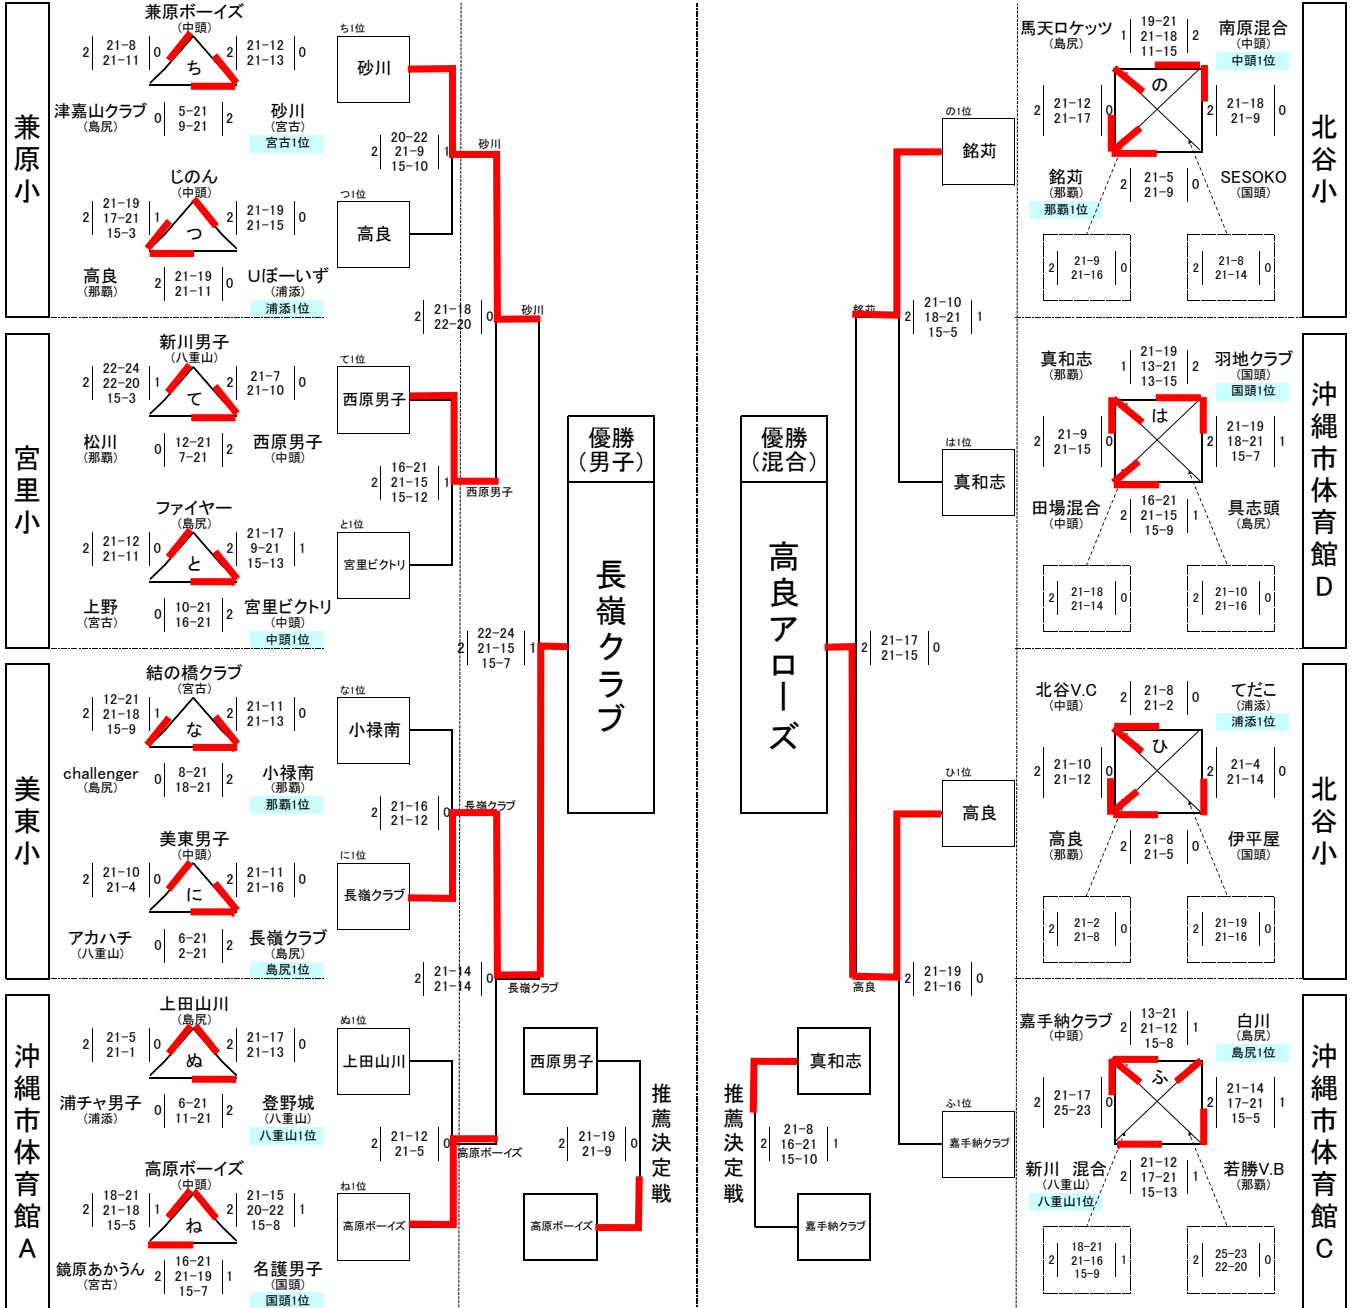 兼原小
兼原ボーイズ
(中頭)
2 21-8 21-11 0
ち
2 21-12 21-13 0
津嘉山クラブ
(島尻)
0 5-21 9-21 2
砂川
(宮古)
宮古1位
じのん
(中頭)
2 21-19 17-21 15-3 1
つ
2 21-19 21-15 0
高良
(那覇)
2 21-19 21-11 0
Uぼーいず
(浦添)
浦添1位
宮里小
新川男子
(八重山)
2 22-24 22-20 15-3 1
て
2 21-7 21-10 0
松川
(那覇)
0 12-21 7-21 2
西原男子
(中頭)
ファイヤー
(島尻)
2 21-12 21-11 0
と
2 21-17 9-21 15-13 1
上野
(宮古)
0 10-21 16-21 2
宮里ビクトリ
(中頭)
中頭1位
美東小
結の橋クラブ
(宮古)
2 12-21 21-18 15-9 1
な
2 21-11 21-13 0
challenger
(島尻)
0 8-21 18-21 2
小禄南
(那覇)
那覇1位
美東男子
(中頭)
2 21-10 21-4 0
に
2 21-11 21-16 0
アカハチ
(八重山)
0 6-21 2-21 2
長嶺クラブ
(島尻)
島尻1位
沖縄市体育館A
上田山川
(島尻)
2 21-5 21-1 0
ぬ
2 21-17 21-13 0
浦チャ男子
(浦添)
0 6-21 11-21 2
登野城
(八重山)
八重山1位
高原ボーイズ
(中頭)
2 18-21 21-18 15-5 1
ね
2 21-15 20-22 15-8 1
鏡原あかうん
(宮古)
2 16-21 21-19 15-7 1
名護男子
(国頭)
国頭1位
ち1位
砂川
2 20-22 21-9 15-10 1
砂川
つ1位
高良
2 21-18 22-20 0
砂川
て1位
西原男子
2 16-21 21-15 15-12 1
西原男子
と1位
宮里ビクトリ
2 22-24 21-15 15-7 1
な1位
小禄南
2 21-16 21-12 0
長嶺クラブ
に1位
長嶺クラブ
2 21-14 21-14 0
長嶺クラブ
ぬ1位
上田山川
2 21-12 21-5 0
高原ボーイズ
ね1位
高原ボーイズ
優勝
(男子)
長嶺クラブ
西原男子
2 21-19 21-9 0
推薦決定戦
高原ボーイズ
優勝
(混合)
高良アローズ
真和志
推薦決定戦
2 21-8 16-21 15-10 1
嘉手納クラブ
の1位
銘苅
銘苅
2 21-10 18-21 15-5 1
は1位
真和志
2 21-17 21-15 0
ひ1位
高良
高良
2 21-19 21-16 0
ふ1位
嘉手納クラブ
北谷小
馬天ロケッツ
(島尻)
1 19-21 21-18 11-15 2
南原混合
(中頭)
中頭1位
2 21-12 21-17 0
の
2 21-18 21-9 0
銘苅
(那覇)
那覇1位
2 21-5 21-9 0
SESOKO
(国頭)
2 21-9 21-16 0
2 21-8 21-14 0
沖縄市体育館D
真和志
(那覇)
1 21-19 13-21 13-15 2
羽地クラブ
(国頭)
国頭1位
2 21-9 21-15 0
は
2 21-19 18-21 15-7 1
田場混合
(中頭)
2 16-21 21-15 15-9 1
具志頭
(島尻)
2 21-18 21-14 0
2 21-10 21-16 0
北谷小
北谷V.C
(中頭)
2 21-8 21-2 0
てだこ
(浦添)
浦添1位
2 21-10 21-12 0
ひ
2 21-4 21-14 0
高良
(那覇)
2 21-8 21-5 0
伊平屋
(国頭)
2 21-2 21-8 0
2 21-19 21-16 0
沖縄市体育館C
嘉手納クラブ
(中頭)
2 13-21 21-12 15-8 1
白川
(島尻)
島尻1位
2 21-17 25-23 0
ふ
2 21-14 17-21 15-5 1
新川 混合
(八重山)
八重山1位
2 21-12 17-21 15-13 1
若勝V.B
(那覇)
2 18-21 21-16 15-9 1
2 25-23 22-20 0